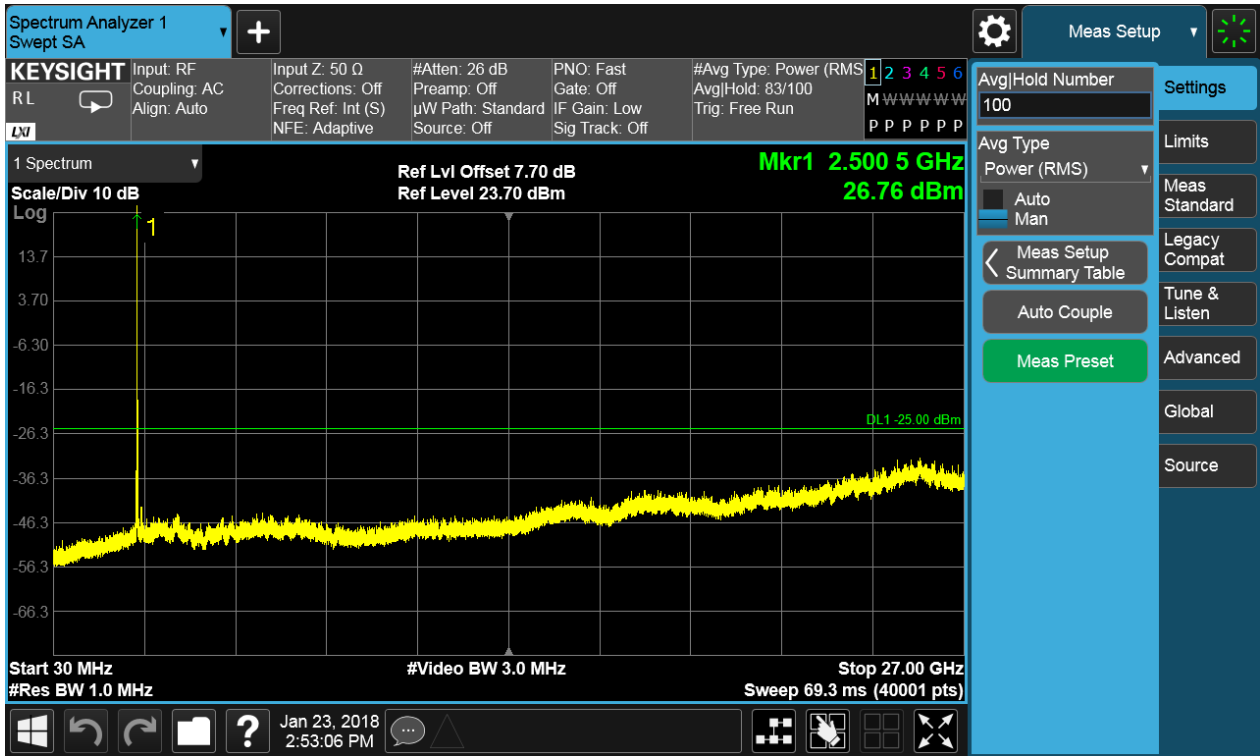 Spectrum Analyzer 1
Swept SA
+
Meas Setup
KEYSIGHT
RL
LXI
Input: RF
Coupling: AC
Align: Auto
Input Z: 50 Ω
Corrections: Off
Freq Ref: Int (S)
NFE: Adaptive
#Atten: 26 dB
Preamp: Off
µW Path: Standard
Source: Off
PNO: Fast
Gate: Off
IF Gain: Low
Sig Track: Off
#Avg Type: Power (RMS
Avg|Hold: 83/100
Trig: Free Run
1 2 3 4 5 6
M W W W W W
P P P P P P
1 Spectrum
Scale/Div 10 dB
Log
Ref Lvl Offset 7.70 dB
Ref Level 23.70 dBm
Mkr1 2.500 5 GHz
26.76 dBm
1
13.7
3.70
-6.30
-16.3
DL1 -25.00 dBm
-26.3
-36.3
-46.3
-56.3
-66.3
Start 30 MHz
#Video BW 3.0 MHz
Stop 27.00 GHz
#Res BW 1.0 MHz
Sweep 69.3 ms (40001 pts)
Avg|Hold Number
100
Avg Type
Power (RMS)
Auto
Man
Meas Setup
Summary Table
Auto Couple
Meas Preset
Settings
Limits
Meas
Standard
Legacy
Compat
Tune &
Listen
Advanced
Global
Source
?
Jan 23, 2018
2:53:06 PM